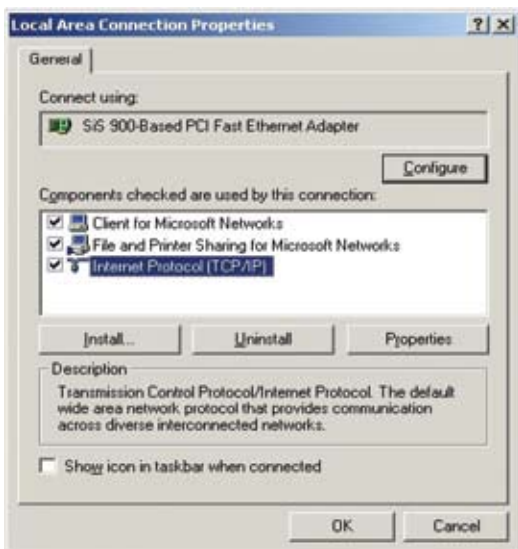 Local Area Connection Properties
General
Connect using:
SiS 900-Based PCI Fast Ethernet Adapter
Configure
Components checked are used by this connection:
Client for Microsoft Networks
File and Printer Sharing for Microsoft Networks
Internet Protocol (TCP/IP)
Install... Uninstall Properties
Description
Transmission Control Protocol/Internet Protocol. The default
wide area network protocol that provides communication
across diverse interconnected networks.
Show icon in taskbar when connected
OK Cancel